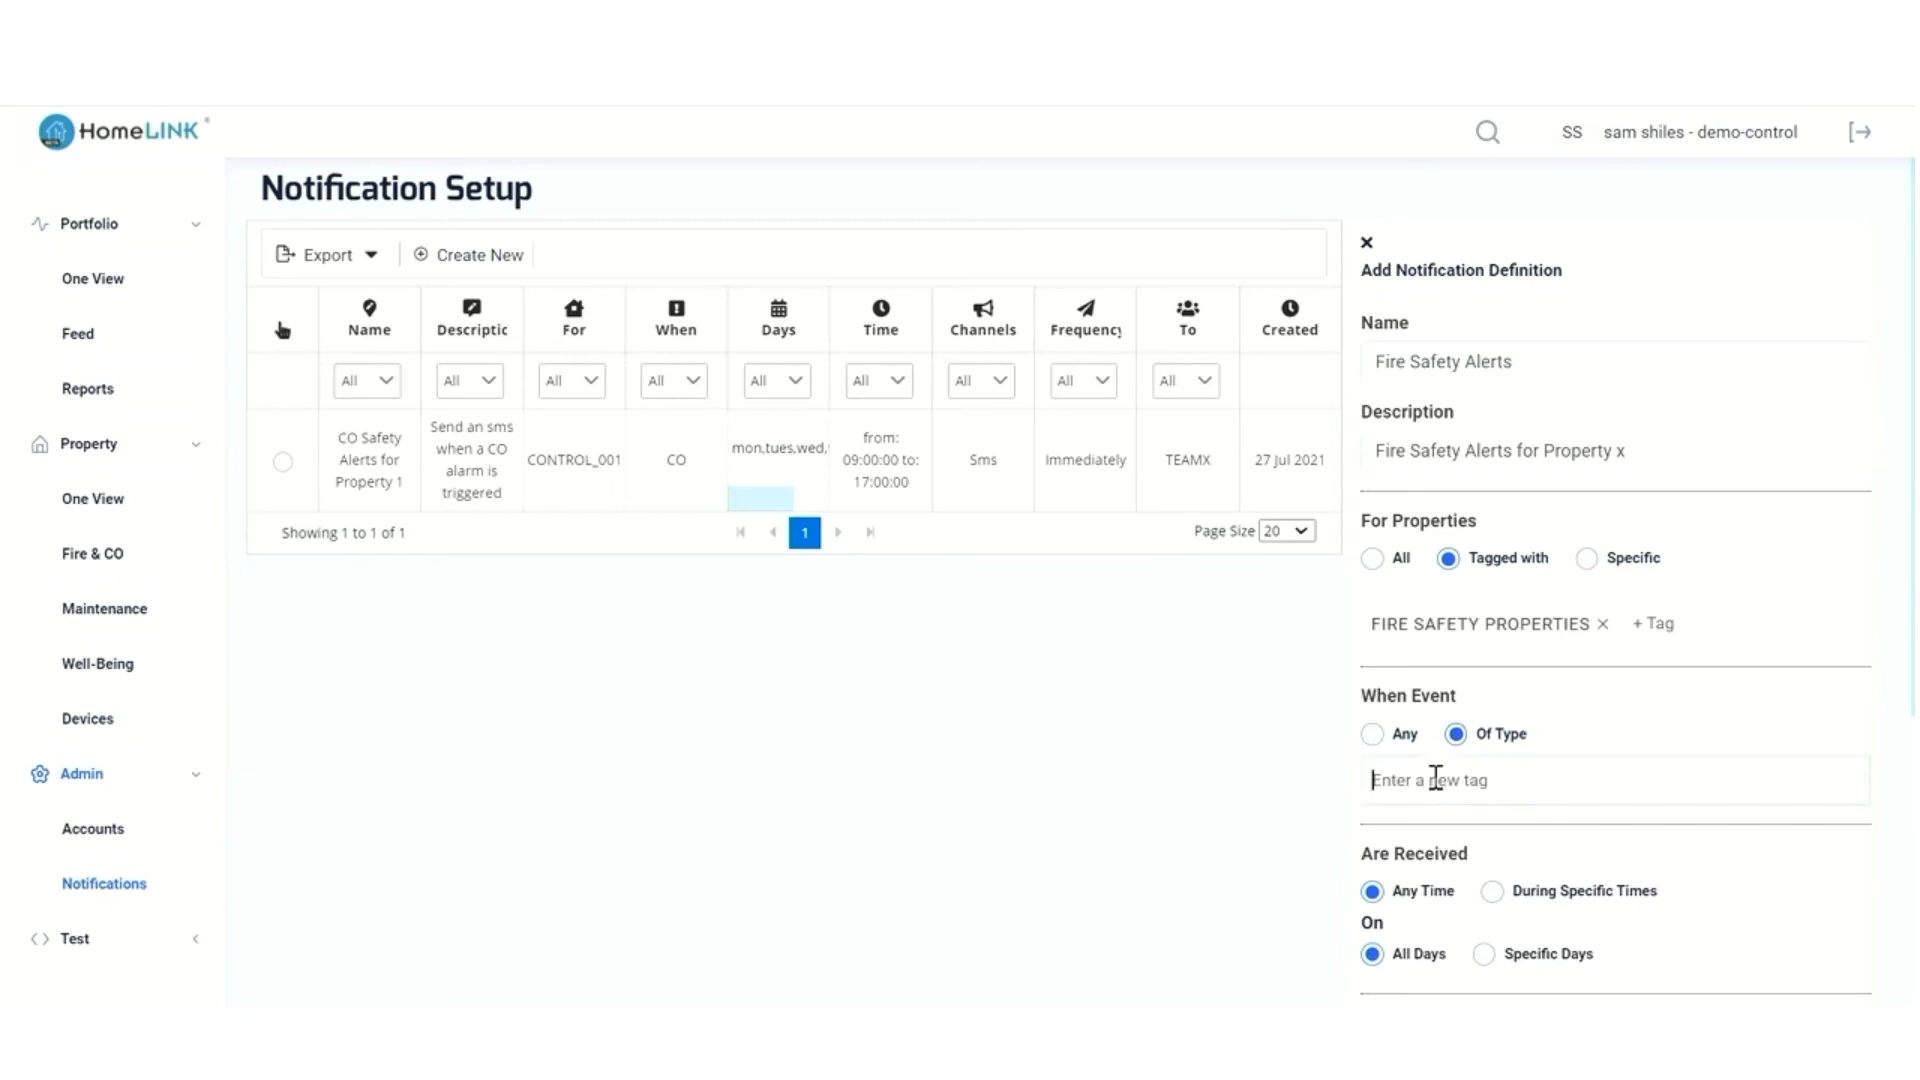 HomeLINK
SS sam shiles - demo-control
Portfolio
One View
Feed
Reports
Property
One View
Fire & CO
Maintenance
Well-Being
Devices
Admin
Accounts
Notifications
Test
Notification Setup
Export
Create New
Name
Descriptic
For
When
Days
Time
Channels
Frequency
To
Created
All
All
All
All
All
All
All
All
All
CO Safety
Alerts for
Property 1
Send an sms
when a CO
alarm is
triggered
CONTROL_001
CO
mon,tues,wed,
from:
09:00:00 to:
17:00:00
Sms
Immediately
TEAMX
27 Jul 2021
Showing 1 to 1 of 1
1
Page Size 20
Add Notification Definition
Name
Fire Safety Alerts
Description
Fire Safety Alerts for Property x
For Properties
All Tagged with Specific
FIRE SAFETY PROPERTIES × + Tag
When Event
Any Of Type
Enter a new tag
Are Received
Any Time During Specific Times
On
All Days Specific Days